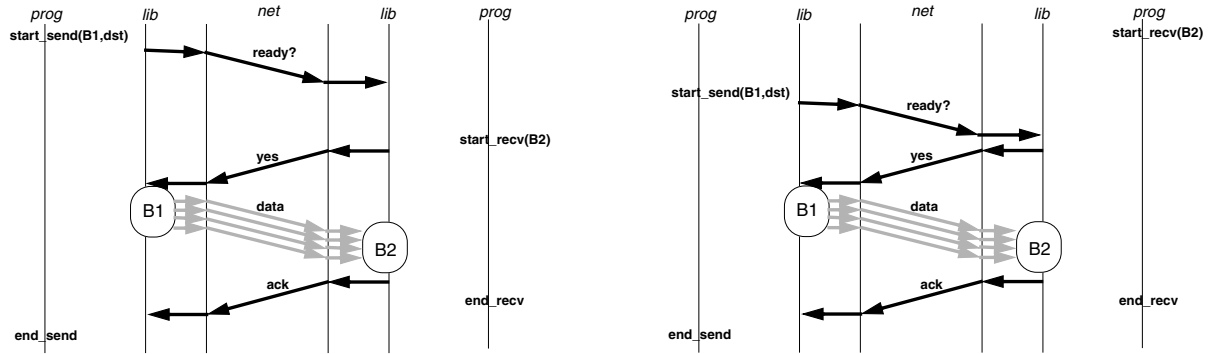 prog lib net lib prog
start_send(B1,dst)
ready?
start_recv(B2)
yes
B1
data
B2
ack
end_recv
end_send
prog lib net lib prog
start_recv(B2)
start_send(B1,dst)
ready?
yes
B1
data
B2
ack
end_recv
end_send